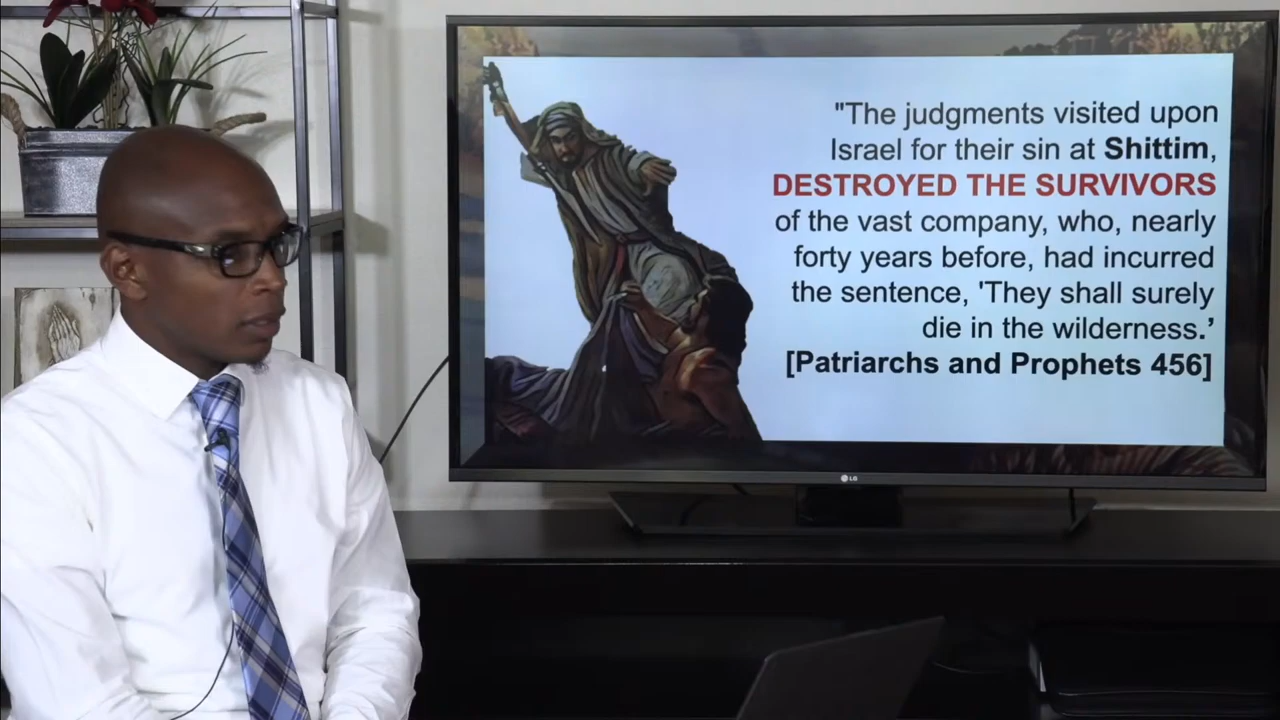 "The judgments visited upon
Israel for their sin at Shittim,
DESTROYED THE SURVIVORS
of the vast company, who, nearly
forty years before, had incurred
the sentence, 'They shall surely
die in the wilderness.’
[Patriarchs and Prophets 456]
LG